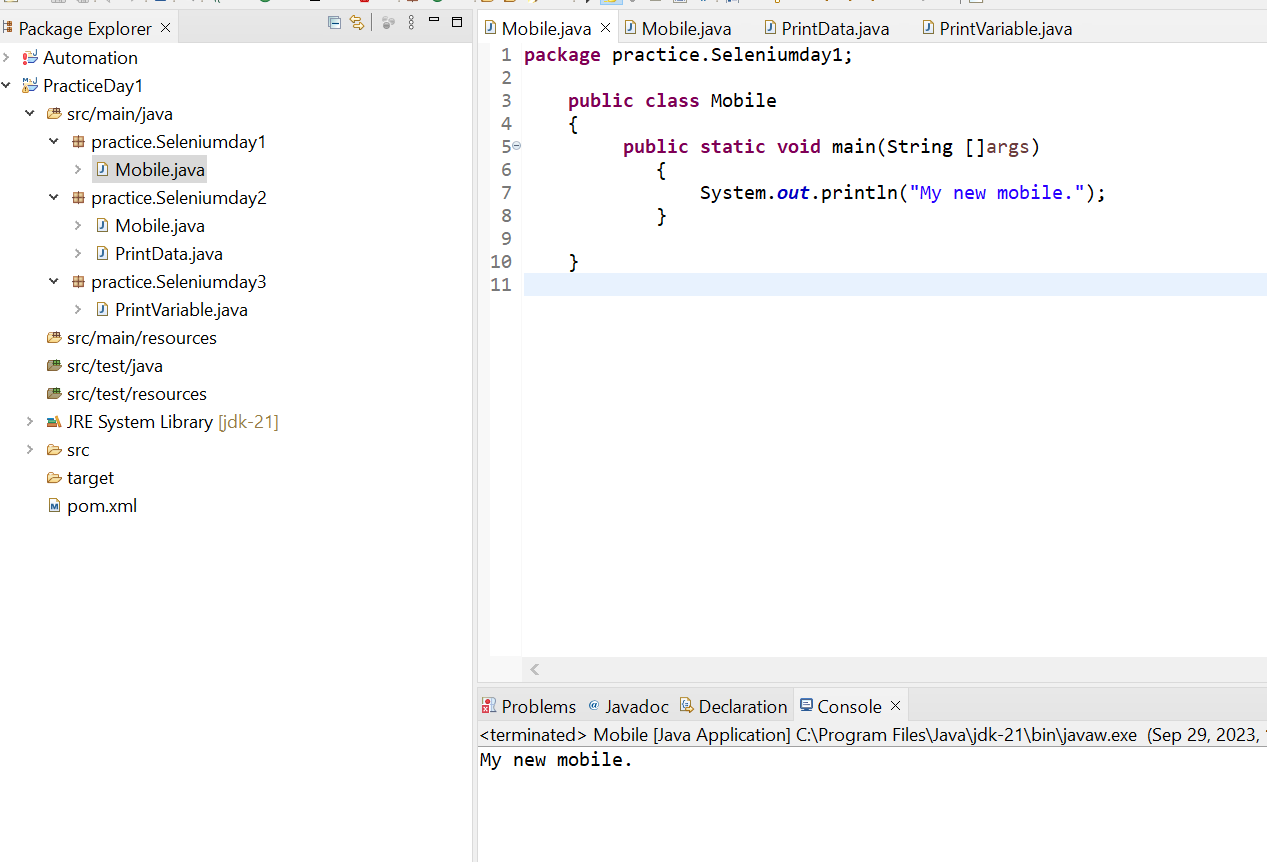 Package Explorer
Automation
PracticeDay1
src/main/java
practice.Seleniumday1
Mobile.java
practice.Seleniumday2
Mobile.java
PrintData.java
practice.Seleniumday3
PrintVariable.java
src/main/resources
src/test/java
src/test/resources
JRE System Library [jdk-21]
src
target
pom.xml
Mobile.java Mobile.java PrintData.java PrintVariable.java
1 package practice.Seleniumday1;
2
3 public class Mobile
4 {
5 public static void main(String []args)
6 {
7 System.out.println("My new mobile.");
8 }
9
10 }
11
Problems @ Javadoc Declaration Console
<terminated> Mobile [Java Application] C:\Program Files\Java\jdk-21\bin\javaw.exe (Sep 29, 2023,
My new mobile.